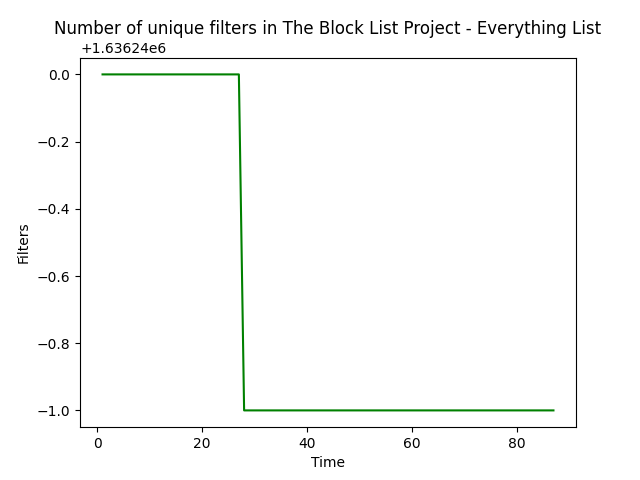 Number of unique filters in The Block List Project - Everything List
+1.63624e6
0.0
−0.2
−0.4
−0.6
−0.8
−1.0
Filters
0 20 40 60 80
Time